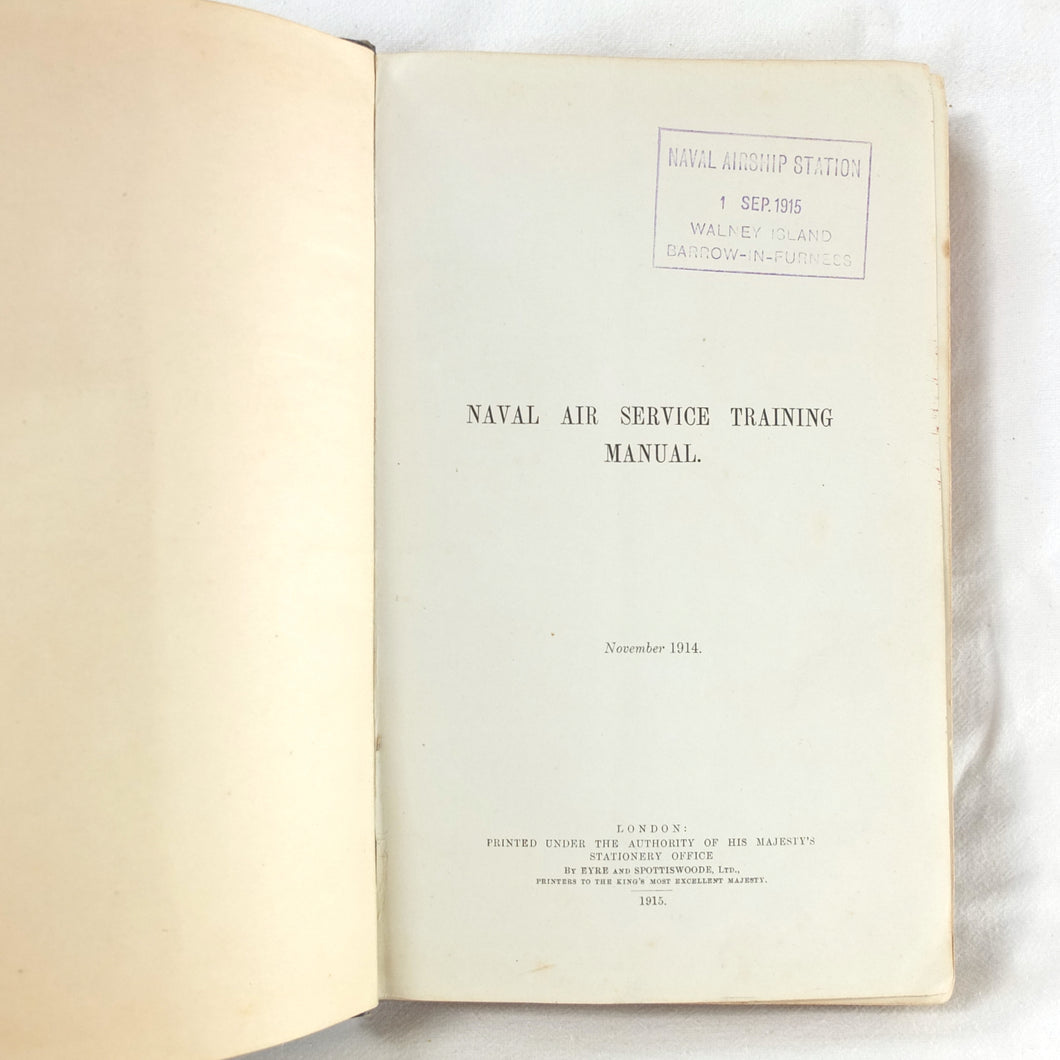 NAVAL AIRSHIP STATION
1 SEP. 1915
WALNEY ISLAND
BARROW-IN-FURNESS
NAVAL AIR SERVICE TRAINING
MANUAL.
November 1914.
LONDON:
PRINTED UNDER THE AUTHORITY OF HIS MAJESTY'S
STATIONERY OFFICE
By EYRE AND SPOTTISWOODE, LTD.,
PRINTERS TO THE KING'S MOST EXCELLENT MAJESTY.
1915.